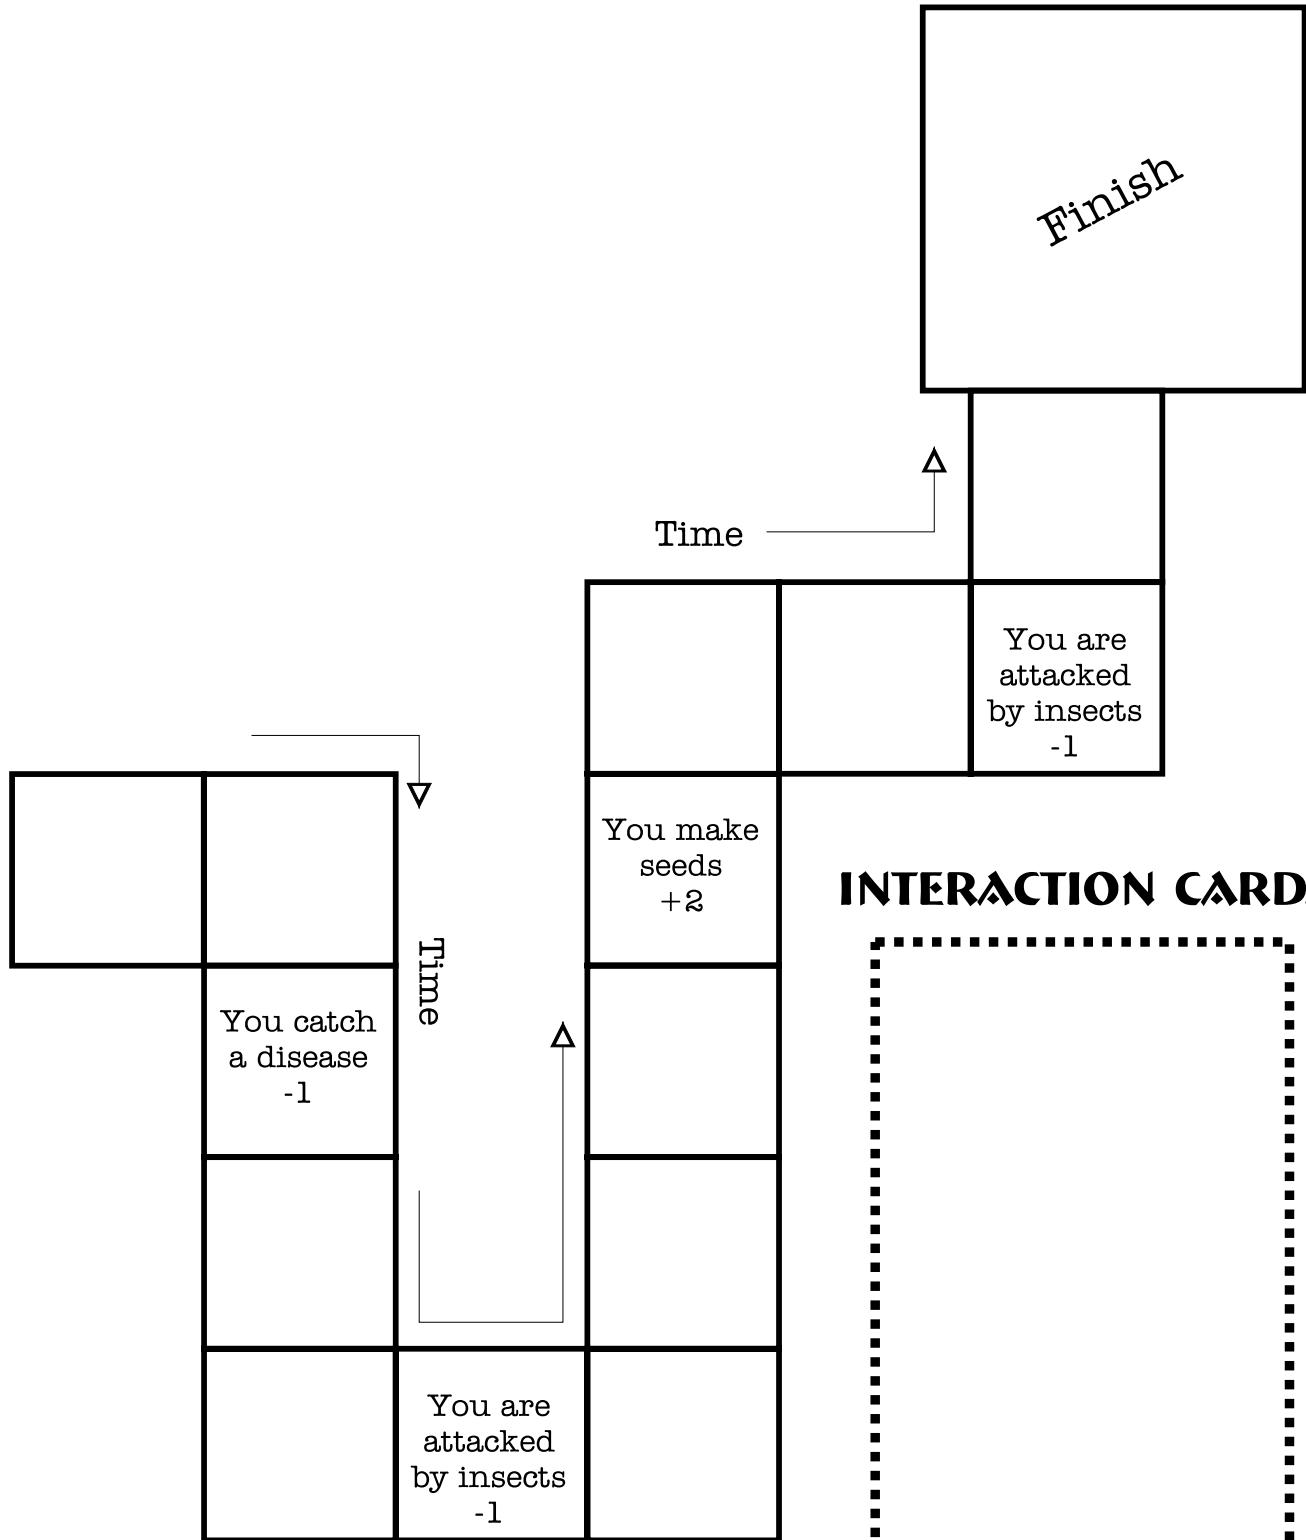 Finish
Time
You are
attacked
by insects
-1
You make
seeds
+2
INTERACTION CARD
You catch
a disease
-1
Time
You are
attacked
by insects
-1